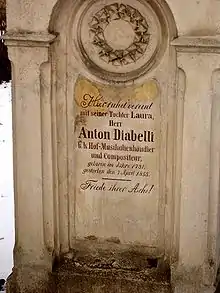 Hier ruhet vereint
mit seiner Tochter Laura,
Herr
Anton Diabelli
k.k. Hof-Musikalienhändler
und Compositeur,
geboren im Jahre 1781.
gestorben den 7. April 1858.
Friede ihrer Asche!